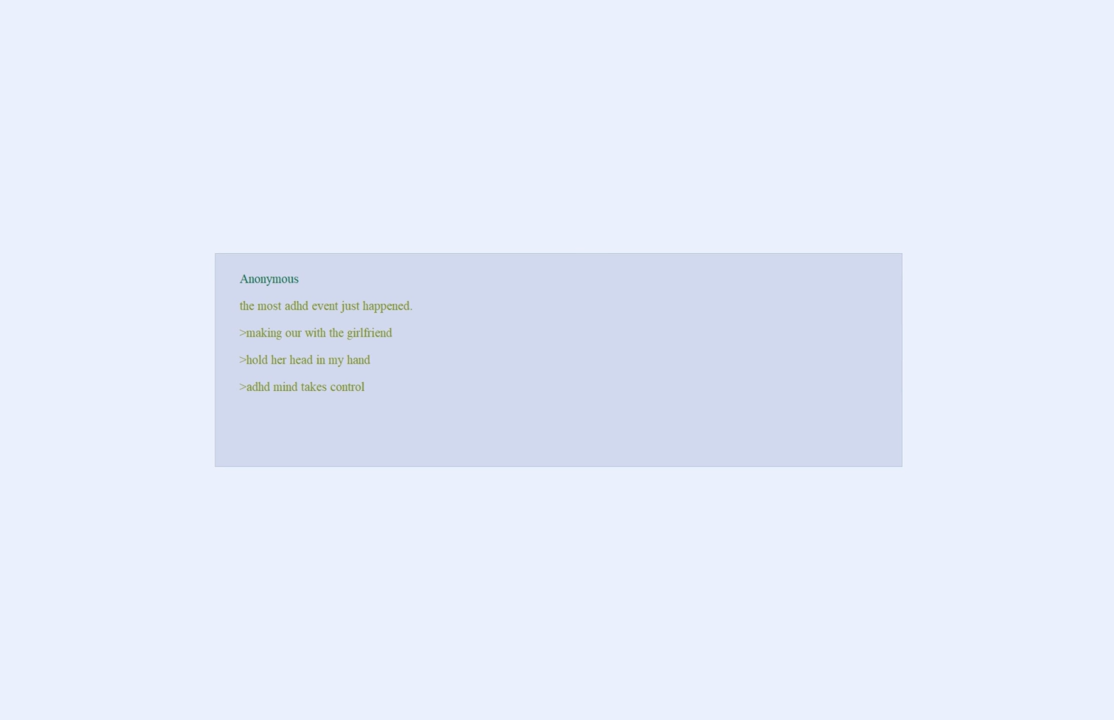 Anonymous
the most adhd event just happened.
>making our with the girlfriend
>hold her head in my hand
>adhd mind takes control